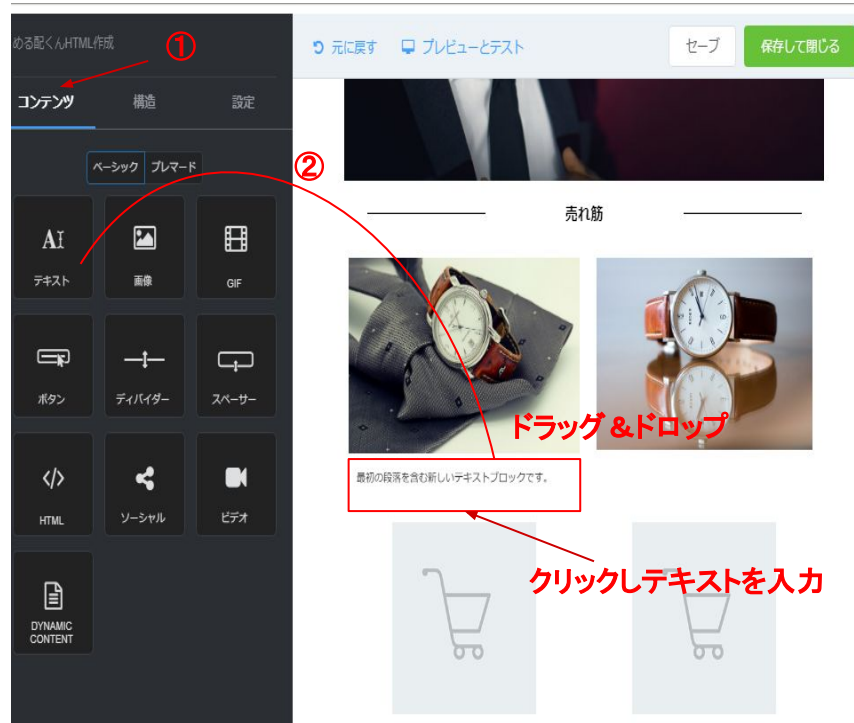 める配くんHTML作成
①
元に戻す
プレビューとテスト
セーブ
保存して閉じる
コンテンツ
構造
設定
ベーシック
プレマード
②
売れ筋
テキスト
画像
GIF
ボタン
ディバイダー
スペーサー
ドラッグ&ドロップ
最初の段落を含む新しいテキストブロックです。
HTML
ソーシャル
ビデオ
クリックしテキストを入力
DYNAMIC
CONTENT